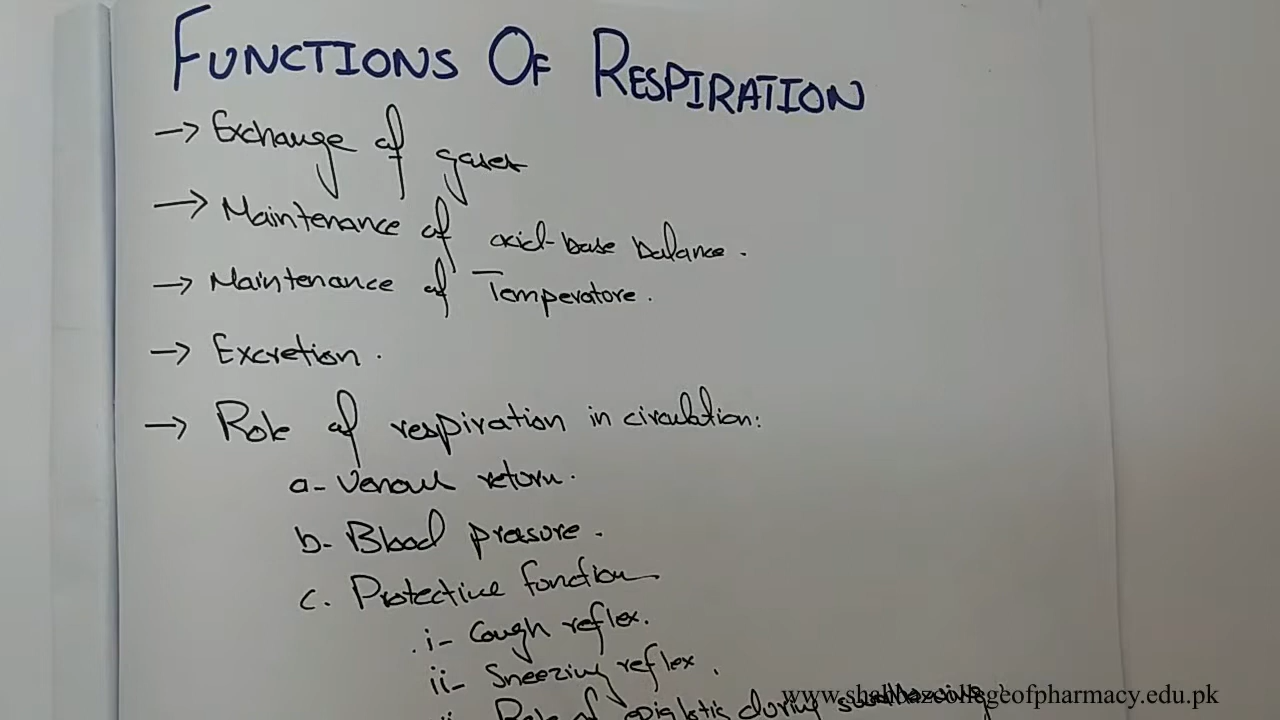 FUNCTIONS OF RESPIRATION
→ Exchange of gases
→ Maintenance of acid-base balance.
→ Maintenance of Temperature.
→ Excretion.
→ Role of respiration in circulation:
a- Venous return.
b- Blood pressure.
c. Protective function
i- Cough reflex.
ii- Sneezing reflex.
Role of epiglottis during swallowing
www.shahbazcollegeofpharmacy.edu.pk